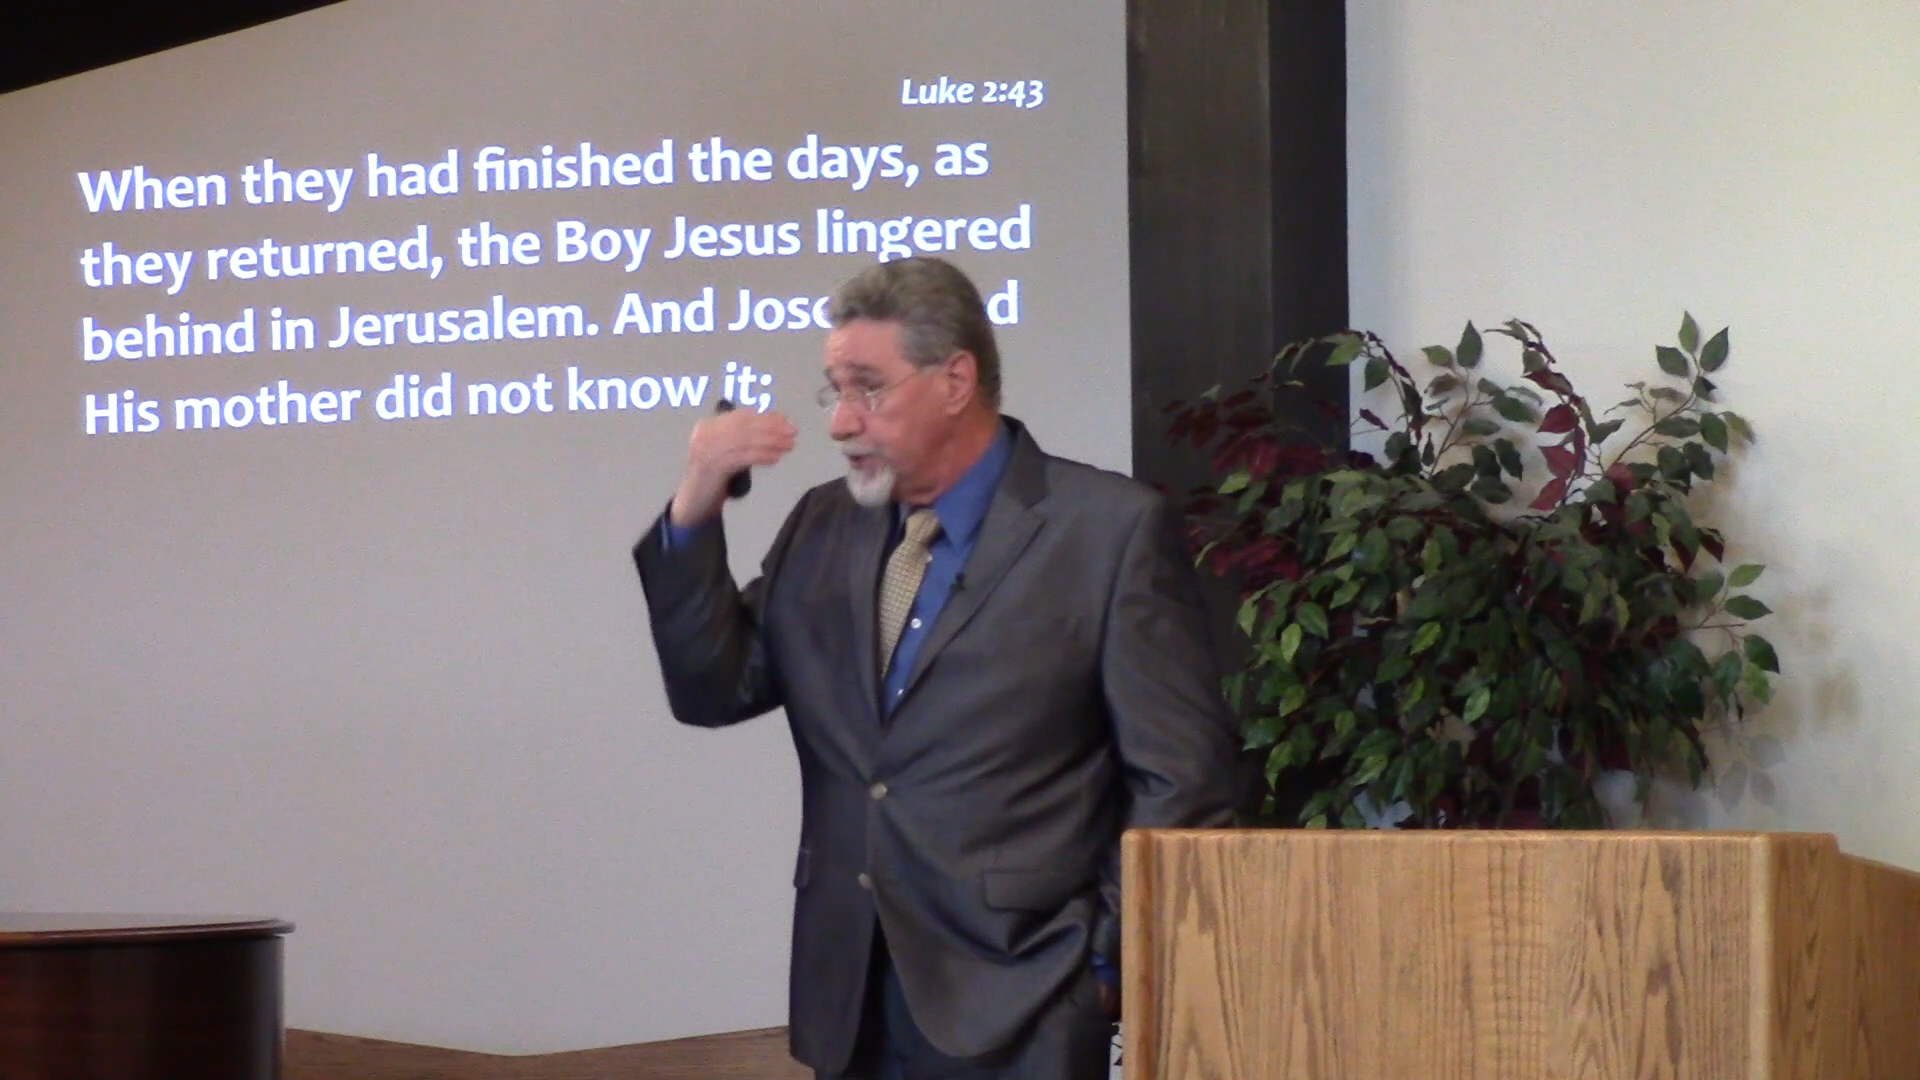 Luke 2:43
When they had finished the days, as
they returned, the Boy Jesus lingered
behind in Jerusalem. And
His mother did not know it;